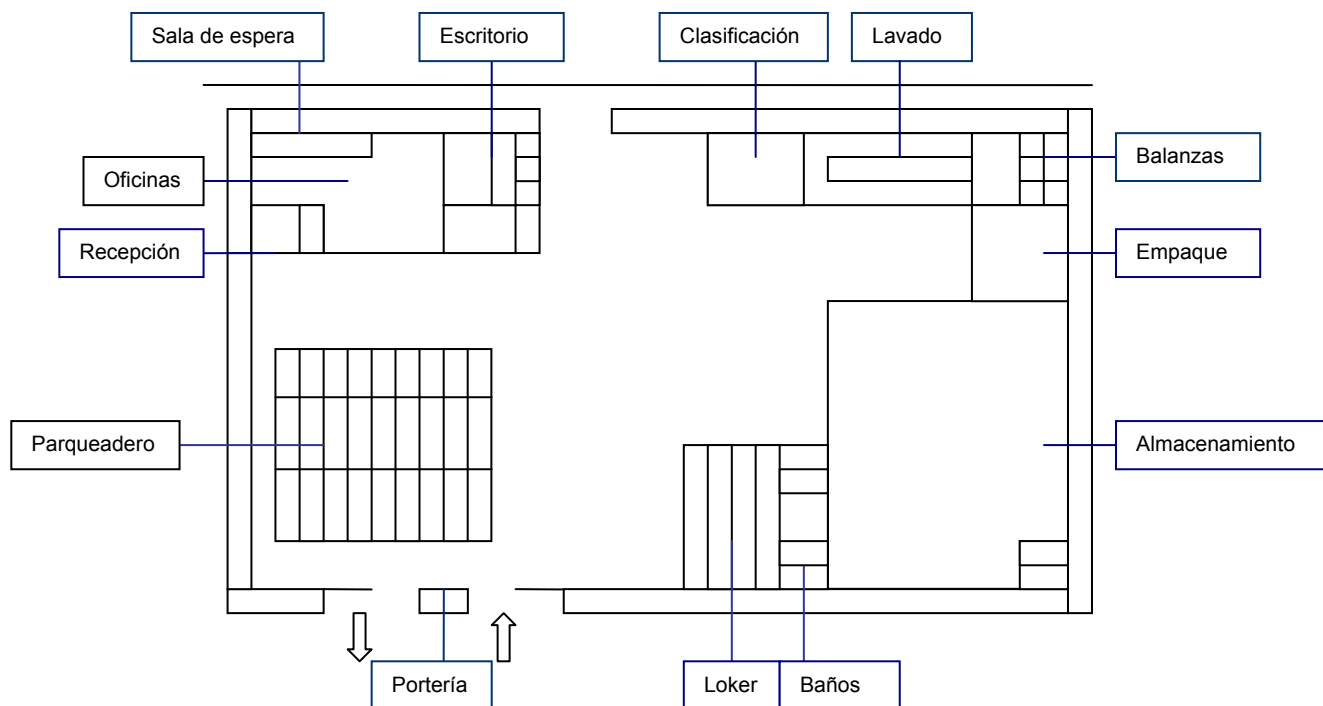 Sala de espera
Escritorio
Clasificación
Lavado
Oficinas
Balanzas
Recepción
Empaque
Parqueadero
Almacenamiento
Portería
Loker
Baños